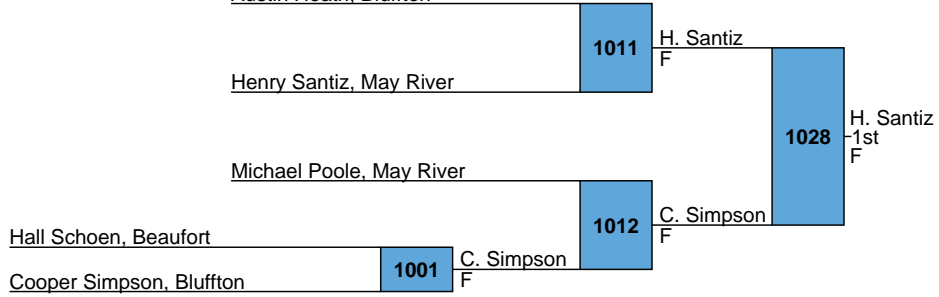 1011
H. Santiz
F
Henry Santiz, May River
1028
H. Santiz
1st
F
Michael Poole, May River
1012
C. Simpson
F
Hall Schoen, Beaufort
1001
C. Simpson
F
Cooper Simpson, Bluffton